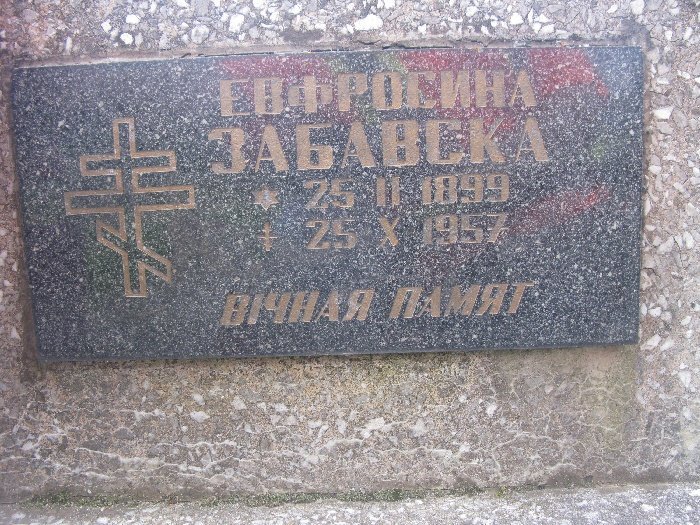 ЕВФРОСИНА
ЗАБАВСКА
* 25 II 1899
‡ 25 X 1957
ВІЧНАЯ ПАМЯТ